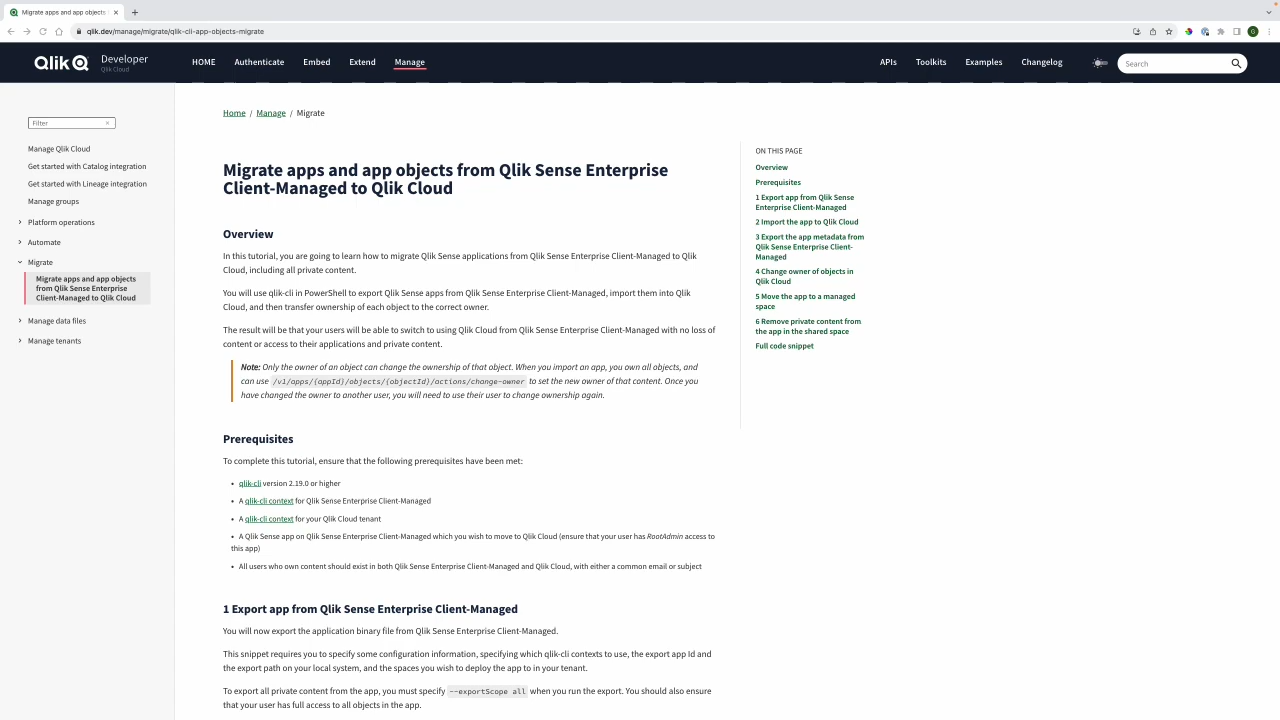 Migrate apps and app objects
qlik.dev/manage/migrate/qlik-cli-app-objects-migrate
G
Qlik Developer
Qlik Cloud
HOME Authenticate Embed Extend Manage APIs Toolkits Examples Changelog Search
Filter ×
Manage Qlik Cloud
Get started with Catalog integration
Get started with Lineage integration
Manage groups
Platform operations
Automate
Migrate
Migrate apps and app objects
from Qlik Sense Enterprise
Client-Managed to Qlik Cloud
Manage data files
Manage tenants
Home / Manage / Migrate
Migrate apps and app objects from Qlik Sense Enterprise
Client-Managed to Qlik Cloud
Overview
In this tutorial, you are going to learn how to migrate Qlik Sense applications from Qlik Sense Enterprise Client-Managed to Qlik
Cloud, including all private content.
You will use qlik-cli in PowerShell to export Qlik Sense apps from Qlik Sense Enterprise Client-Managed, import them into Qlik
Cloud, and then transfer ownership of each object to the correct owner.
The result will be that your users will be able to switch to using Qlik Cloud from Qlik Sense Enterprise Client-Managed with no loss of
content or access to their applications and private content.
Note: Only the owner of an object can change the ownership of that object. When you import an app, you own all objects, and
can use /v1/apps/{appId}/objects/{objectId}/actions/change-owner to set the new owner of that content. Once you
have changed the owner to another user, you will need to use their user to change ownership again.
Prerequisites
To complete this tutorial, ensure that the following prerequisites have been met:
• qlik-cli version 2.19.0 or higher
• A qlik-cli context for Qlik Sense Enterprise Client-Managed
• A qlik-cli context for your Qlik Cloud tenant
• A Qlik Sense app on Qlik Sense Enterprise Client-Managed which you wish to move to Qlik Cloud (ensure that your user has RootAdmin access to
this app)
• All users who own content should exist in both Qlik Sense Enterprise Client-Managed and Qlik Cloud, with either a common email or subject
1 Export app from Qlik Sense Enterprise Client-Managed
You will now export the application binary file from Qlik Sense Enterprise Client-Managed.
This snippet requires you to specify some configuration information, specifying which qlik-cli contexts to use, the export app Id and
the export path on your local system, and the spaces you wish to deploy the app to in your tenant.
To export all private content from the app, you must specify --exportScope all when you run the export. You should also ensure
that your user has full access to all objects in the app.
ON THIS PAGE
Overview
Prerequisites
1 Export app from Qlik Sense
Enterprise Client-Managed
2 Import the app to Qlik Cloud
3 Export the app metadata from
Qlik Sense Enterprise Client-
Managed
4 Change owner of objects in
Qlik Cloud
5 Move the app to a managed
space
6 Remove private content from
the app in the shared space
Full code snippet